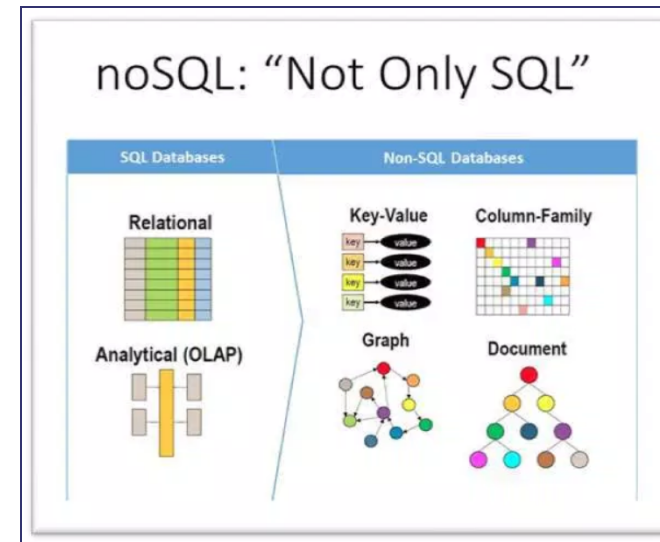 noSQL: “Not Only SQL”
SQL Databases
Non-SQL Databases
Relational
Analytical (OLAP)
Key-Value
key value
key value
key value
key value
Column-Family
Graph
Document